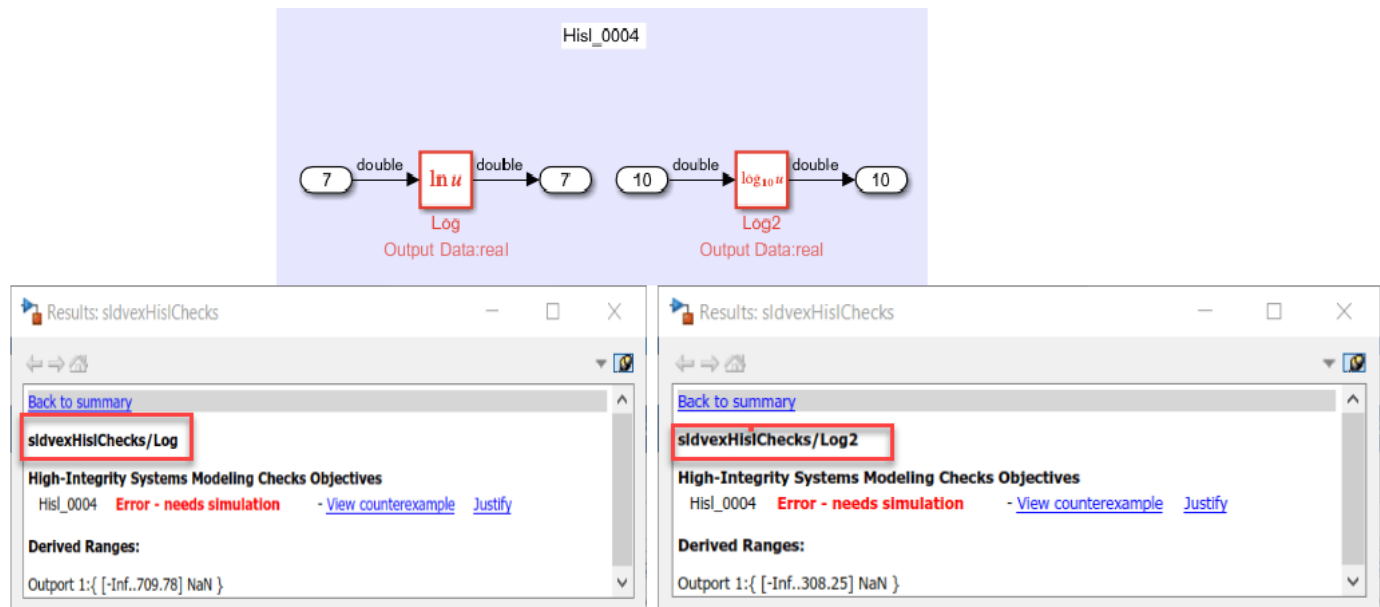 Hisl_0004
double double double double
7 ln u 7 10 log₁₀ u 10
Log Log2
Output Data:real Output Data:real
Results: sldvexHislChecks
Back to summary
sldvexHislChecks/Log
High-Integrity Systems Modeling Checks Objectives
Hisl_0004 Error - needs simulation - View counterexample Justify
Derived Ranges:
Outport 1:{ [-Inf..709.78] NaN }
Results: sldvexHislChecks
Back to summary
sldvexHislChecks/Log2
High-Integrity Systems Modeling Checks Objectives
Hisl_0004 Error - needs simulation - View counterexample Justify
Derived Ranges:
Outport 1:{ [-Inf..308.25] NaN }